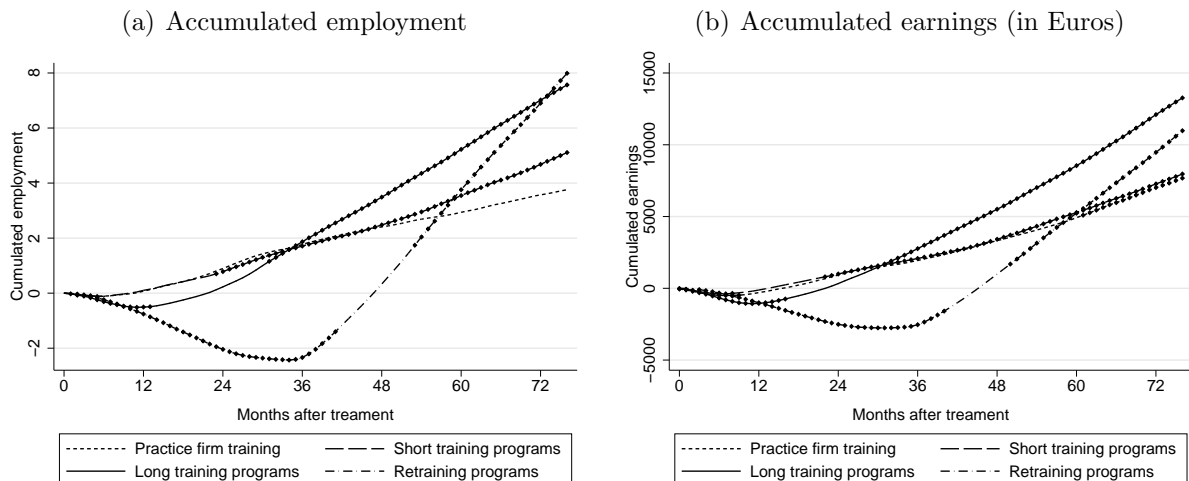 (a) Accumulated employment
8
6
4
2
0
−2
Cumulated employment
0 12 24 36 48 60 72
Months after treament
Practice firm training Short training programs
Long training programs Retraining programs
(b) Accumulated earnings (in Euros)
15000
10000
5000
0
−5000
Cumulated earnings
0 12 24 36 48 60 72
Months after treament
Practice firm training Short training programs
Long training programs Retraining programs